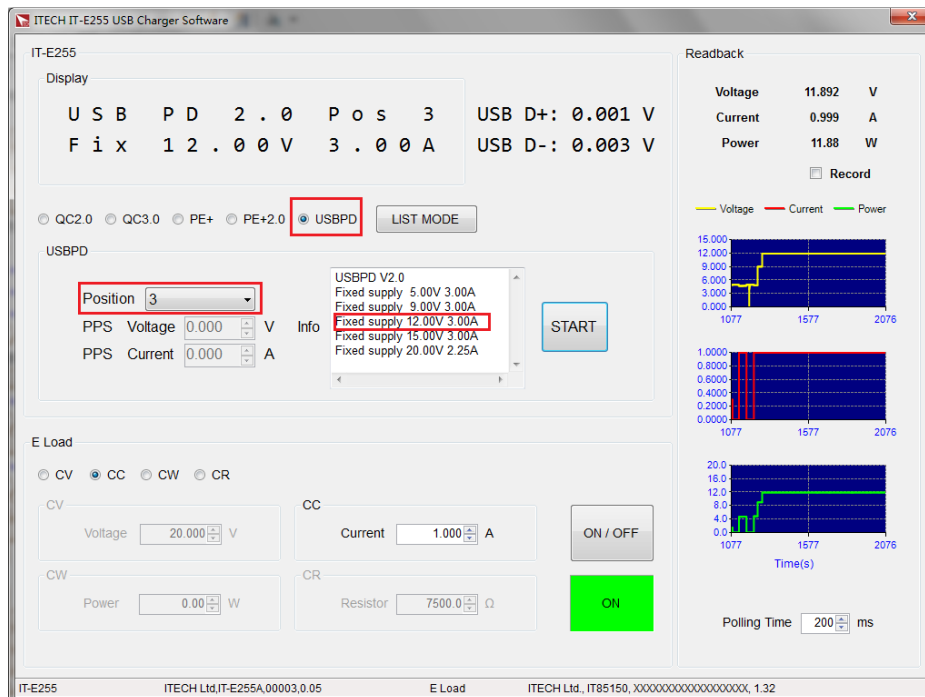 ITECH IT-E255 USB Charger Software
IT-E255
Display
USB PD 2.0 Pos 3
Fix 12.00V 3.00A
USB D+: 0.001 V
USB D-: 0.003 V
QC2.0 QC3.0 PE+ PE+2.0 USBPD LIST MODE
USBPD
Position 3
PPS Voltage 0.000 V
PPS Current 0.000 A
Info
USBPD V2.0
Fixed supply 5.00V 3.00A
Fixed supply 9.00V 3.00A
Fixed supply 12.00V 3.00A
Fixed supply 15.00V 3.00A
Fixed supply 20.00V 2.25A
START
E Load
CV CC CW CR
CV
Voltage 20.000 V
CC
Current 1.000 A
ON / OFF
CW
Power 0.00 W
CR
Resistor 7500.0 Ω
ON
Readback
Voltage 11.892 V
Current 0.999 A
Power 11.88 W
Record
Voltage Current Power
15.000
12.000
9.000
6.000
3.000
0.000
1077 1577 2076
1.0000
0.8000
0.6000
0.4000
0.2000
0.0000
1077 1577 2076
20.0
16.0
12.0
8.0
4.0
0.0
1077 1577 2076
Time(s)
Polling Time 200 ms
IT-E255 ITECH Ltd,IT-E255A,00003,0.05 E Load ITECH Ltd., IT85150, XXXXXXXXXXXXXXXXXX, 1.32